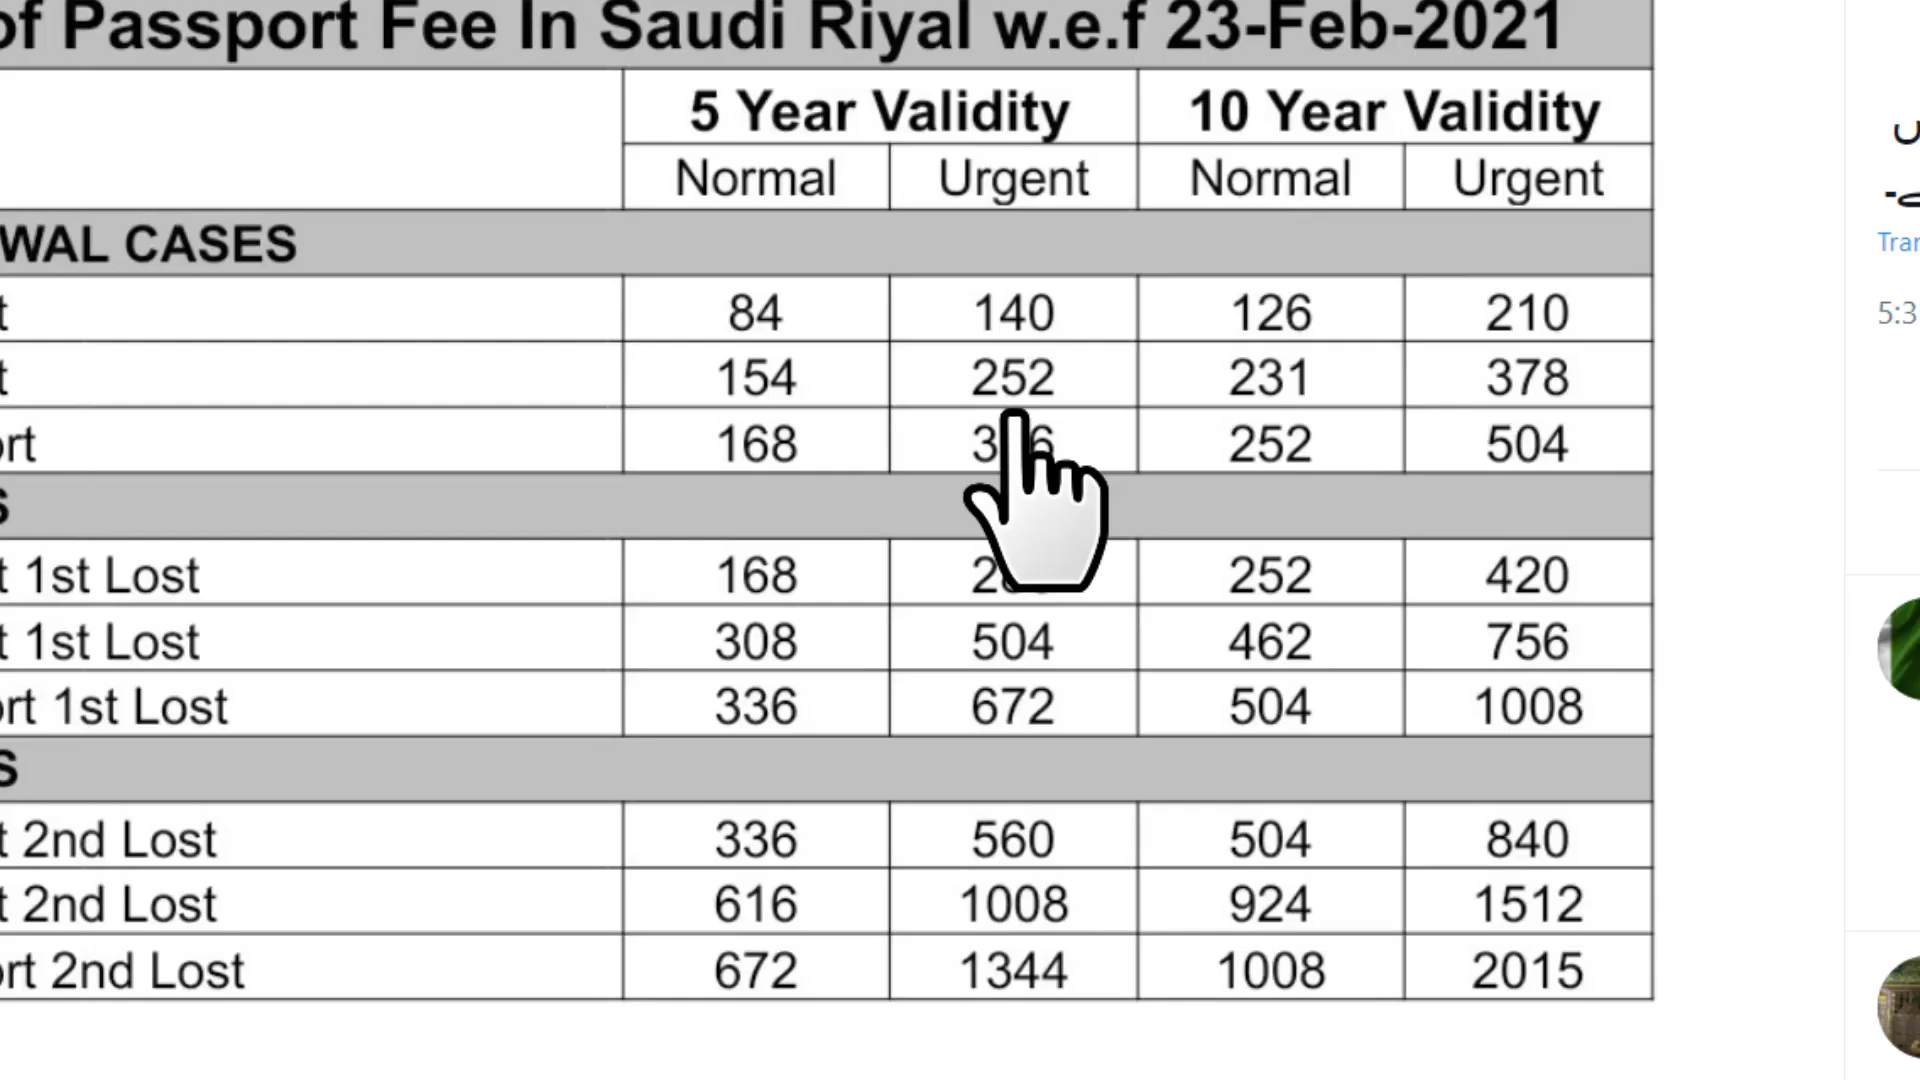 of Passport Fee In Saudi Riyal w.e.f 23-Feb-2021
5 Year Validity 10 Year Validity
Normal Urgent Normal Urgent
WAL CASES
t 84 140 126 210
t 154 252 231 378
ort 168 252 504
S
t 1st Lost 168 252 420
t 1st Lost 308 504 462 756
ort 1st Lost 336 672 504 1008
S
t 2nd Lost 336 560 504 840
t 2nd Lost 616 1008 924 1512
ort 2nd Lost 672 1344 1008 2015
Tran
5:3